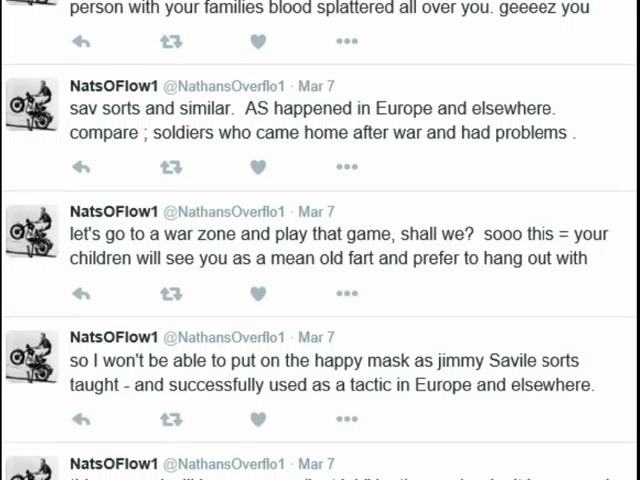 person with your families blood splattered all over you. geeeez you
NatsOFlow1 @NathansOverflo1 · Mar 7
sav sorts and similar.  AS happened in Europe and elsewhere.
compare ; soldiers who came home after war and had problems .
NatsOFlow1 @NathansOverflo1 · Mar 7
let's go to a war zone and play that game, shall we?  sooo this = your
children will see you as a mean old fart and prefer to hang out with
NatsOFlow1 @NathansOverflo1 · Mar 7
so I won't be able to put on the happy mask as jimmy Savile sorts
taught - and successfully used as a tactic in Europe and elsewhere.
NatsOFlow1 @NathansOverflo1 · Mar 7